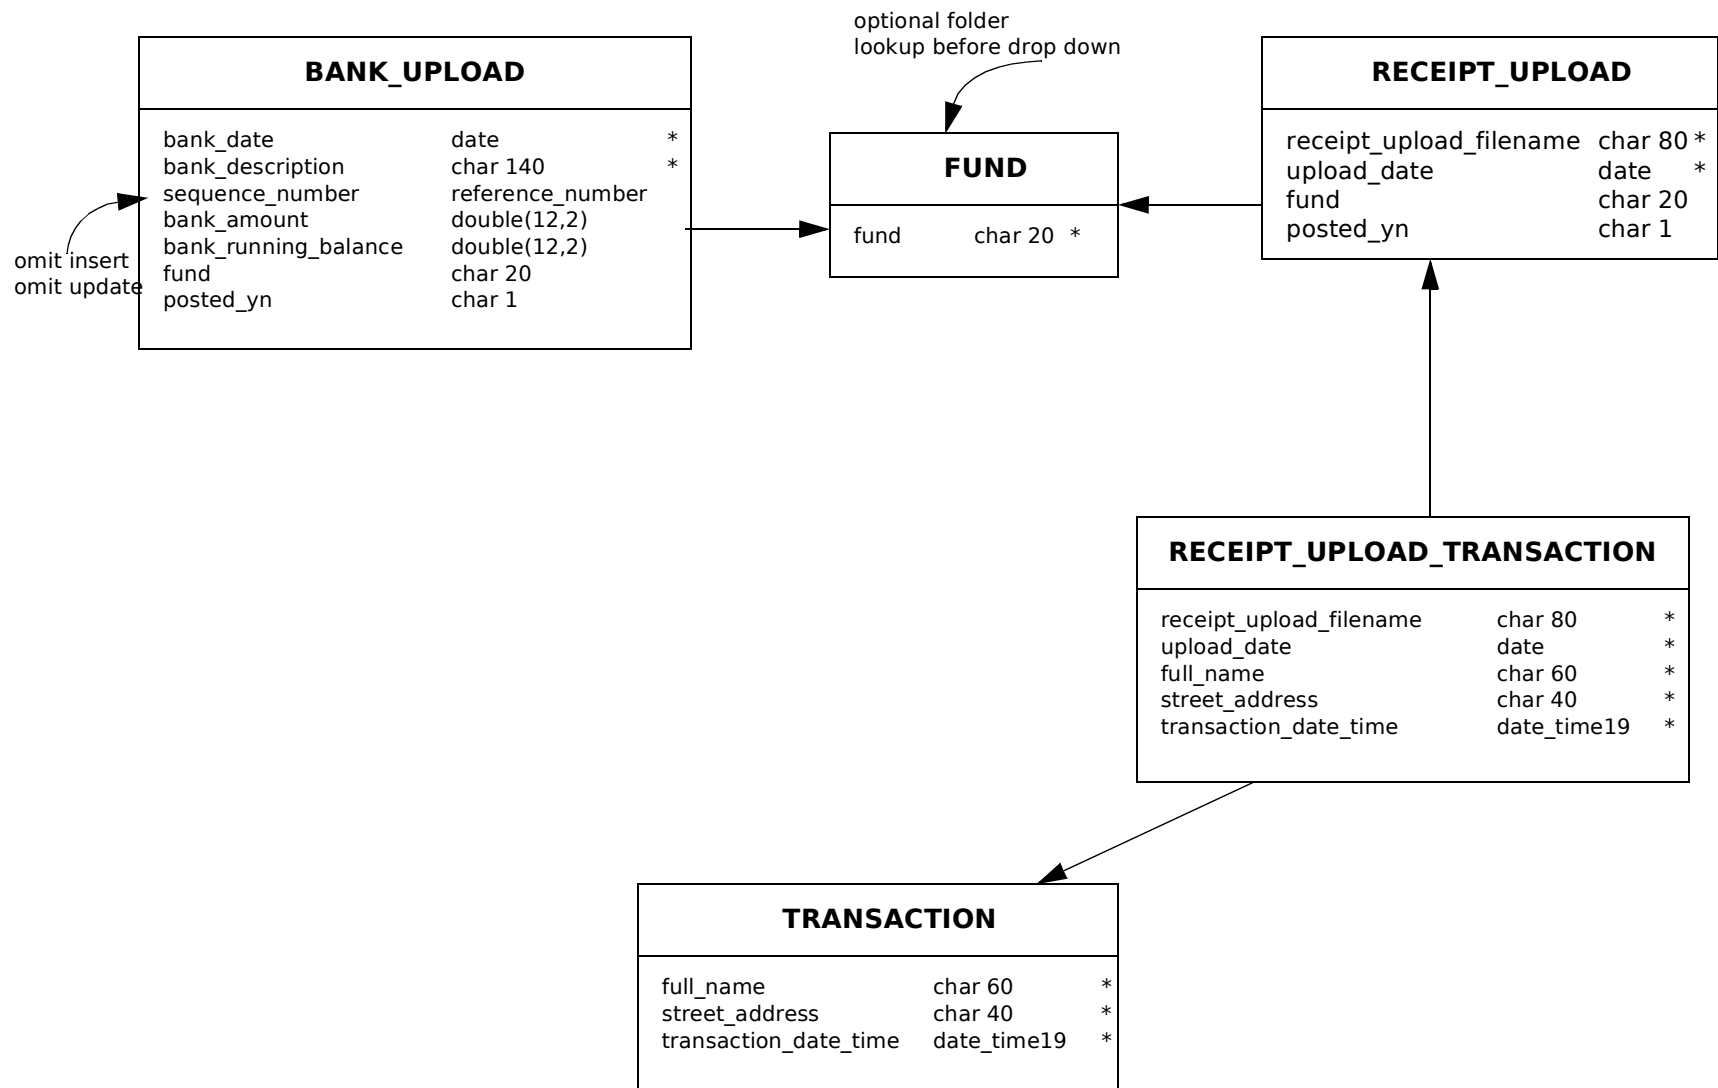 optional folder
lookup before drop down
BANK_UPLOAD
bank_date date *
bank_description char 140 *
sequence_number reference_number
bank_amount double(12,2)
bank_running_balance double(12,2)
fund char 20
posted_yn char 1
omit insert
omit update
FUND
fund char 20 *
RECEIPT_UPLOAD
receipt_upload_filename char 80 *
upload_date date *
fund char 20
posted_yn char 1
RECEIPT_UPLOAD_TRANSACTION
receipt_upload_filename char 80 *
upload_date date *
full_name char 60 *
street_address char 40 *
transaction_date_time date_time19 *
TRANSACTION
full_name char 60 *
street_address char 40 *
transaction_date_time date_time19 *